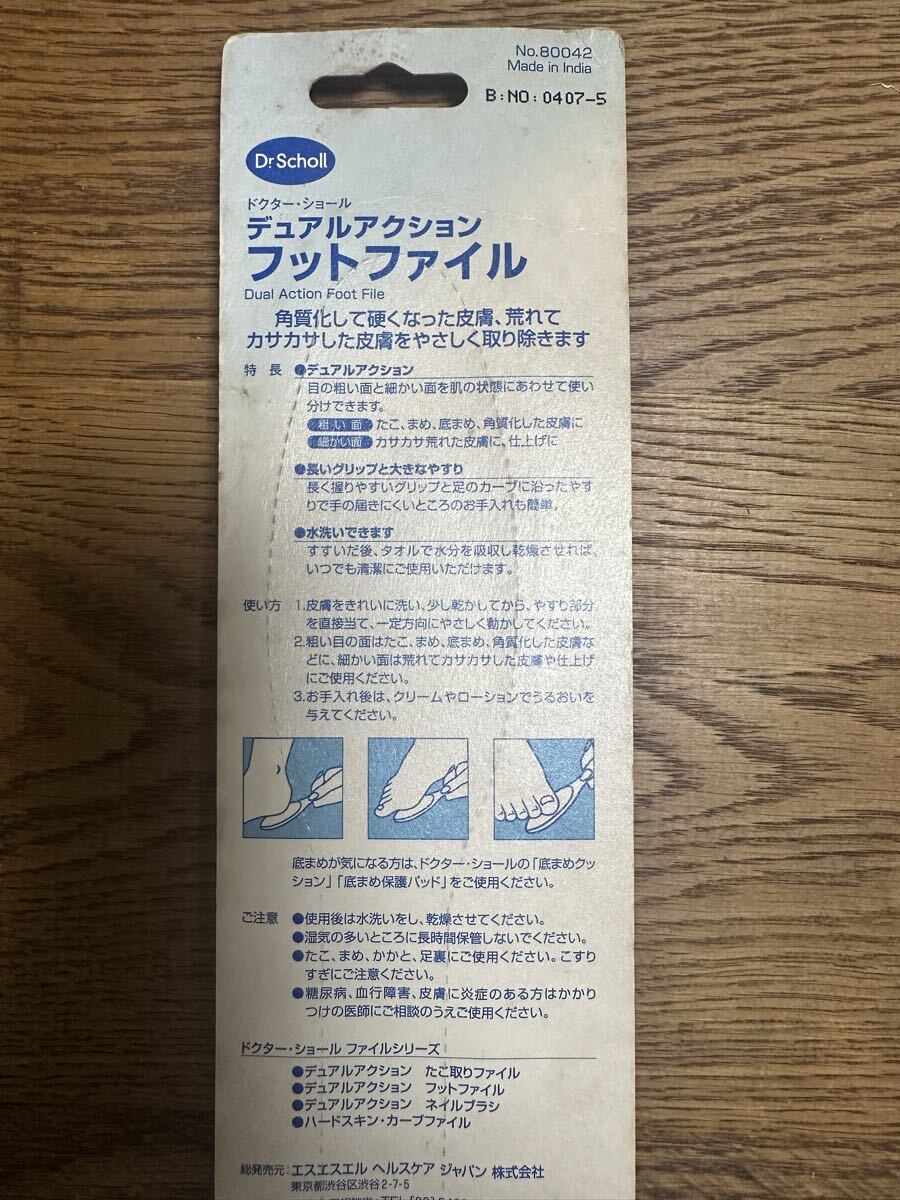 No.80042
Made in India
B:NO:0407-5
Dr.Scholl
ドクター・ショール
デュアルアクション
フットファイル
Dual Action Foot File
角質化して硬くなった皮膚、荒れて
カサカサした皮膚をやさしく取り除きます
特 長 ●デュアルアクション
目の粗い面と細かい面を肌の状態にあわせて使い
分けできます。
粗い面 たこ、まめ、底まめ、角質化した皮膚に
細かい面 カサカサ荒れた皮膚に、仕上げに
●長いグリップと大きなやすり
長く握りやすいグリップと足のカーブに沿ったやす
りで手の届きにくいところのお手入れも簡単。
●水洗いできます
すすいだ後、タオルで水分を吸収し乾燥させれば、
いつでも清潔にご使用いただけます。
使い方 1.皮膚をきれいに洗い、少し乾かしてから、やすり部分
を直接当て、一定方向にやさしく動かしてください。
2.粗い目の面はたこ、まめ、底まめ、角質化した皮膚な
どに、細かい面は荒れてカサカサした皮膚や仕上げ
にご使用ください。
3.お手入れ後は、クリームやローションでうるおいを
与えてください。
底まめが気になる方は、ドクター・ショールの「底まめクッ
ション」「底まめ保護パッド」をご使用ください。
ご注意 ●使用後は水洗いをし、乾燥させてください。
●湿気の多いところに長時間保管しないでください。
●たこ、まめ、かかと、足裏にご使用ください。こすり
すぎにご注意ください。
●糖尿病、血行障害、皮膚に炎症のある方はかかり
つけの医師にご相談のうえご使用ください。
ドクター・ショール ファイルシリーズ
●デュアルアクション たこ取りファイル
●デュアルアクション フットファイル
●デュアルアクション ネイルブラシ
●ハードスキン・カーブファイル
総発売元:エスエスエル ヘルスケア ジャパン 株式会社
東京都渋谷区渋谷2-7-5